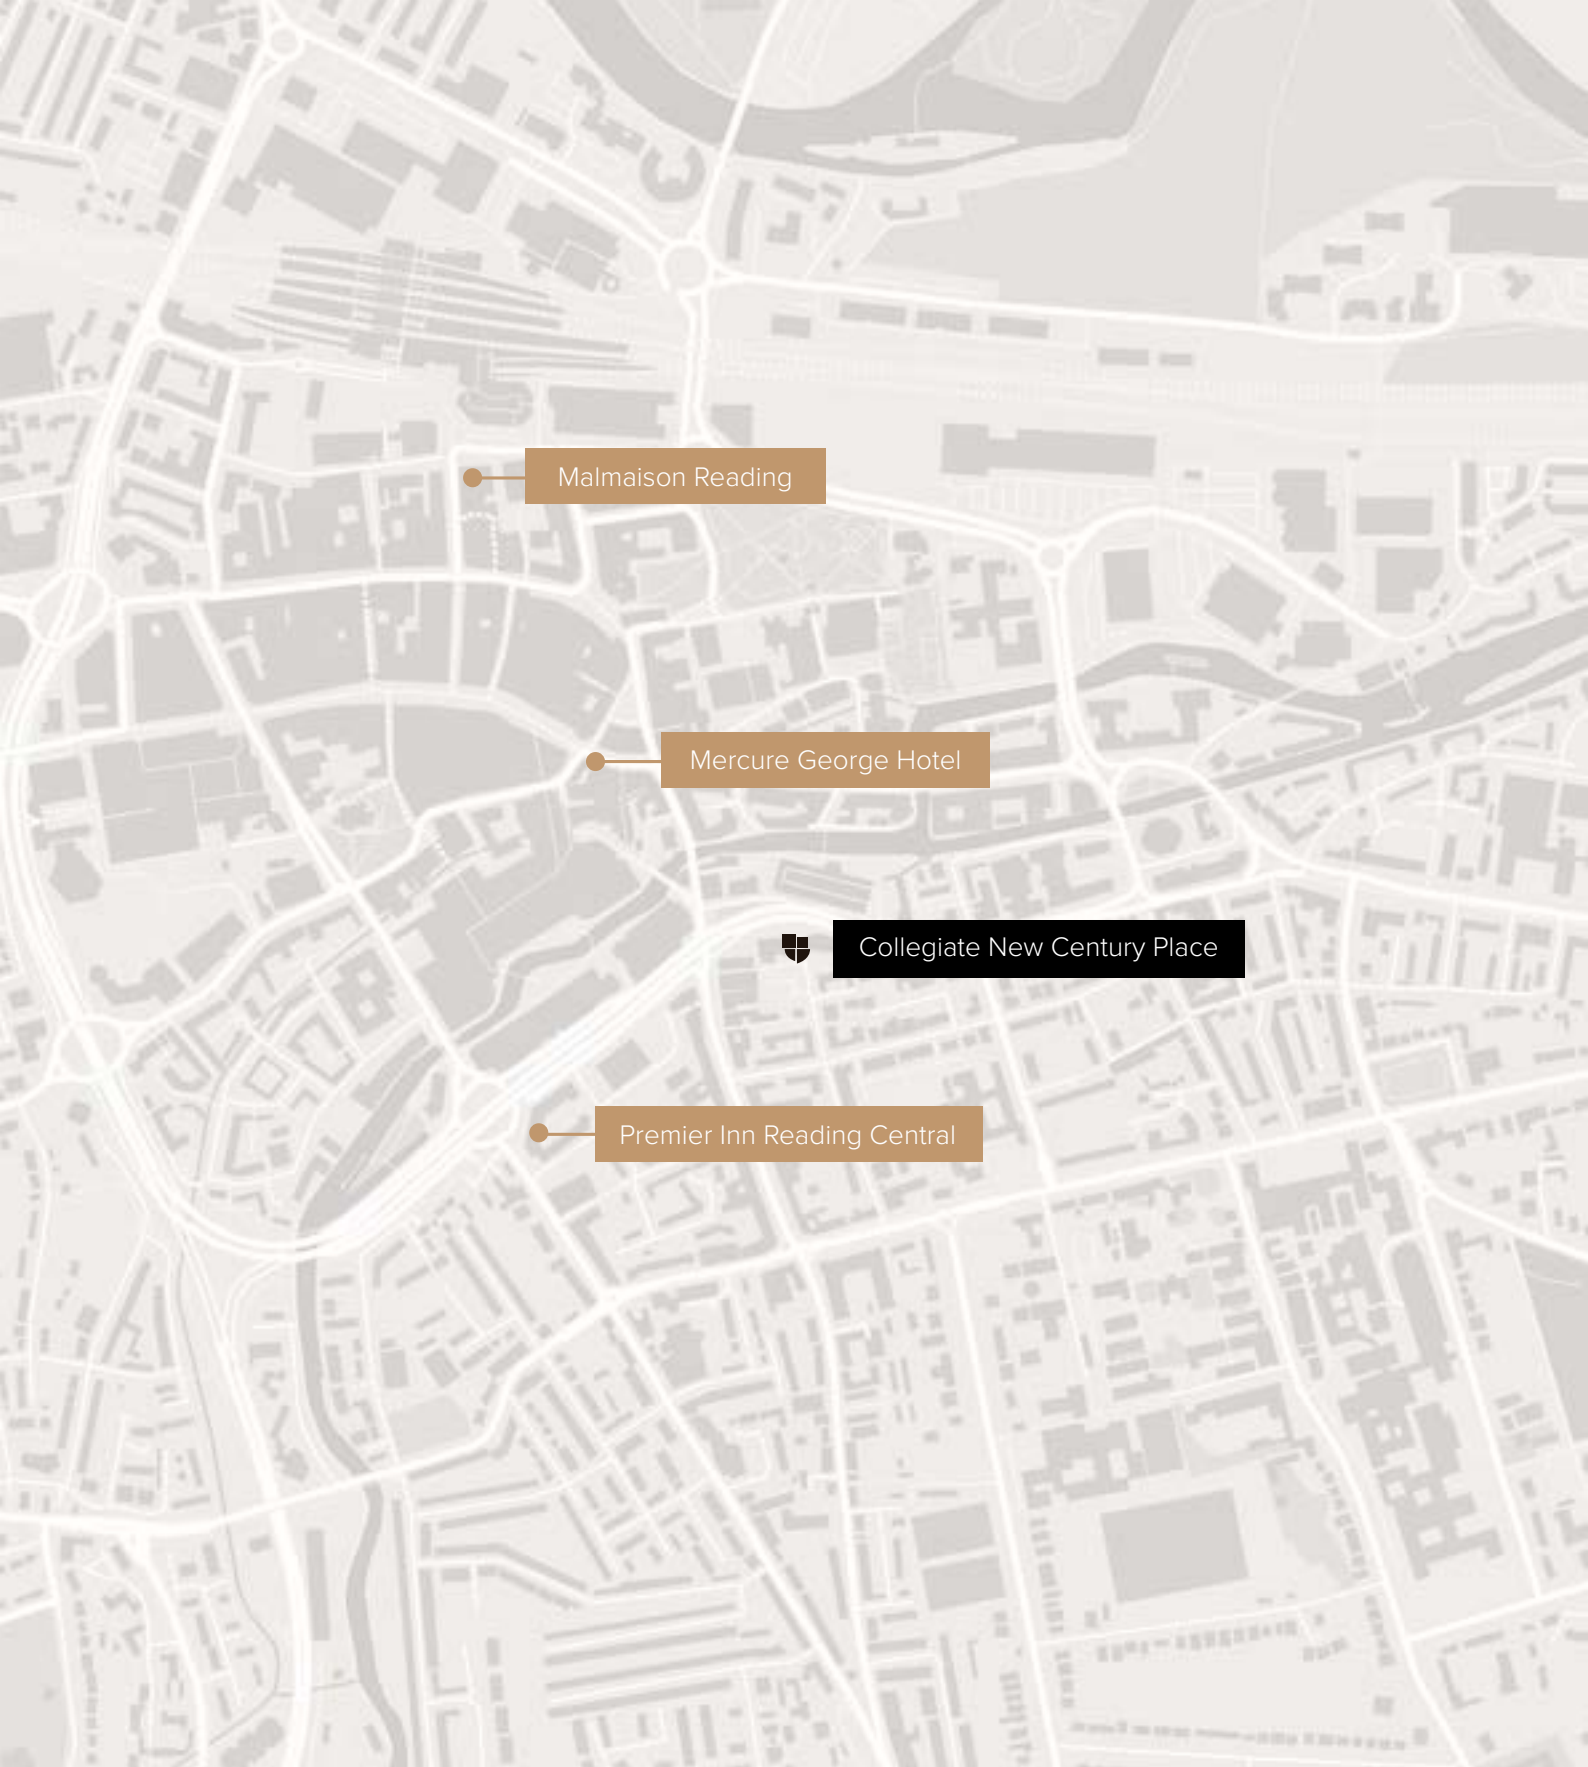 Malmaison Reading
Mercure George Hotel
Collegiate New Century Place
Premier Inn Reading Central